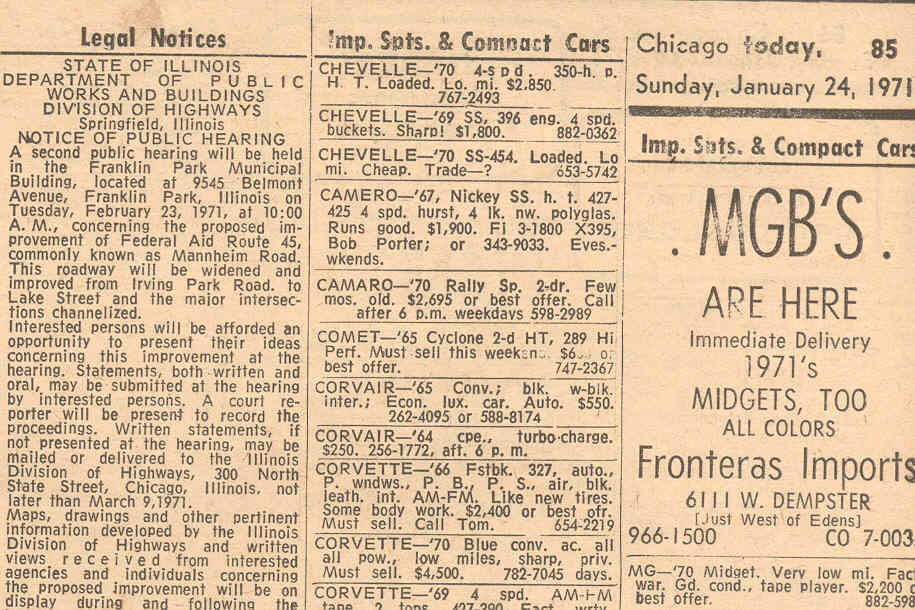 Legal Notices
STATE OF ILLINOIS
DEPARTMENT OF PUBLIC
WORKS AND BUILDINGS
DIVISION OF HIGHWAYS
Springfield, Illinois
NOTICE OF PUBLIC HEARING
A second public hearing will be held
in the Franklin Park Municipal
Building, located at 9545 Belmont
Avenue, Franklin Park, Illinois on
Tuesday, February 23, 1971, at 10:00
A.M., concerning the proposed im-
provement of Federal Aid Route 45,
commonly known as Mannheim Road.
This roadway will be widened and
improved from Irving Park Road. to
Lake Street and the major intersec-
tions channelized.
Interested persons will be afforded an
opportunity to present their ideas
concerning this improvement at the
hearing. Statements, both written and
oral, may be submitted at the hearing
by interested persons. A court re-
porter will be present to record the
proceedings. Written statements, if
not presented at the hearing, may be
mailed or delivered to the Illinois
Division of Highways, 300 North
State Street, Chicago, Illinois, not
later than March 9,1971.
Maps, drawings and other pertinent
information developed by the Illinois
Division of Highways and written
views received from interested
agencies and individuals concerning
the proposed improvement will be on
display during and following the
Imp. Spts. & Compact Cars
CHEVELLE—'70 4-spd. 350-h. p.
H. T. Loaded. Lo. mi. $2.850.
767-2493
CHEVELLE—'69 SS, 396 eng. 4 spd.
buckets. Sharp! $1,800. 882-0362
CHEVELLE—'70 SS-454. Loaded. Lo
mi. Cheap. Trade—? 653-5742
CAMERO—'67, Nickey SS. h. t. 427-
425 4 spd. hurst, 4 lk. nw. polyglas.
Runs good. $1,900. Fi 3-1800 X395,
Bob Porter; or 343-9033. Eves.-
wkends.
CAMARO—'70 Rally Sp. 2-dr. Few
mos. old. $2,695 or best offer. Call
after 6 p.m. weekdays 598-2989
COMET—'65 Cyclone 2-d HT, 289 Hi
Perf. Must sell this weekend. or
best offer. 747-2367
CORVAIR—'65 Conv.; blk. w-blk.
inter.; Econ. lux. car. Auto. $550.
262-4095 or 588-8174
CORVAIR—'64 cpe., turbo-charge.
$250. 256-1772, aft. 6 p. m.
CORVETTE—'66 Fstbk. 327, auto.,
P. wndws., P. B., P. S., air, blk.
leath. int. AM-FM. Like new tires.
Some body work. $2,400 or best ofr.
Must sell. Call Tom. 654-2219
CORVETTE—'70 Blue conv. ac. all
all pow., low miles, sharp, priv.
Must sell. $4,500. 782-7045 days.
CORVETTE—'69 4 spd. AM-FM
tape 2 tops 427-390 Fact wrty
Chicago today, 85
Sunday, January 24, 1971
Imp. Spts. & Compact Cars
. MGB'S .
ARE HERE
Immediate Delivery
1971's
MIDGETS, TOO
ALL COLORS
Fronteras Imports
6111 W. DEMPSTER
[Just West of Edens]
966-1500 CO 7-003
MG—'70 Midget. Very low mi. Fact
war. Gd. cond., tape player. $2,200
best offer. 882-598